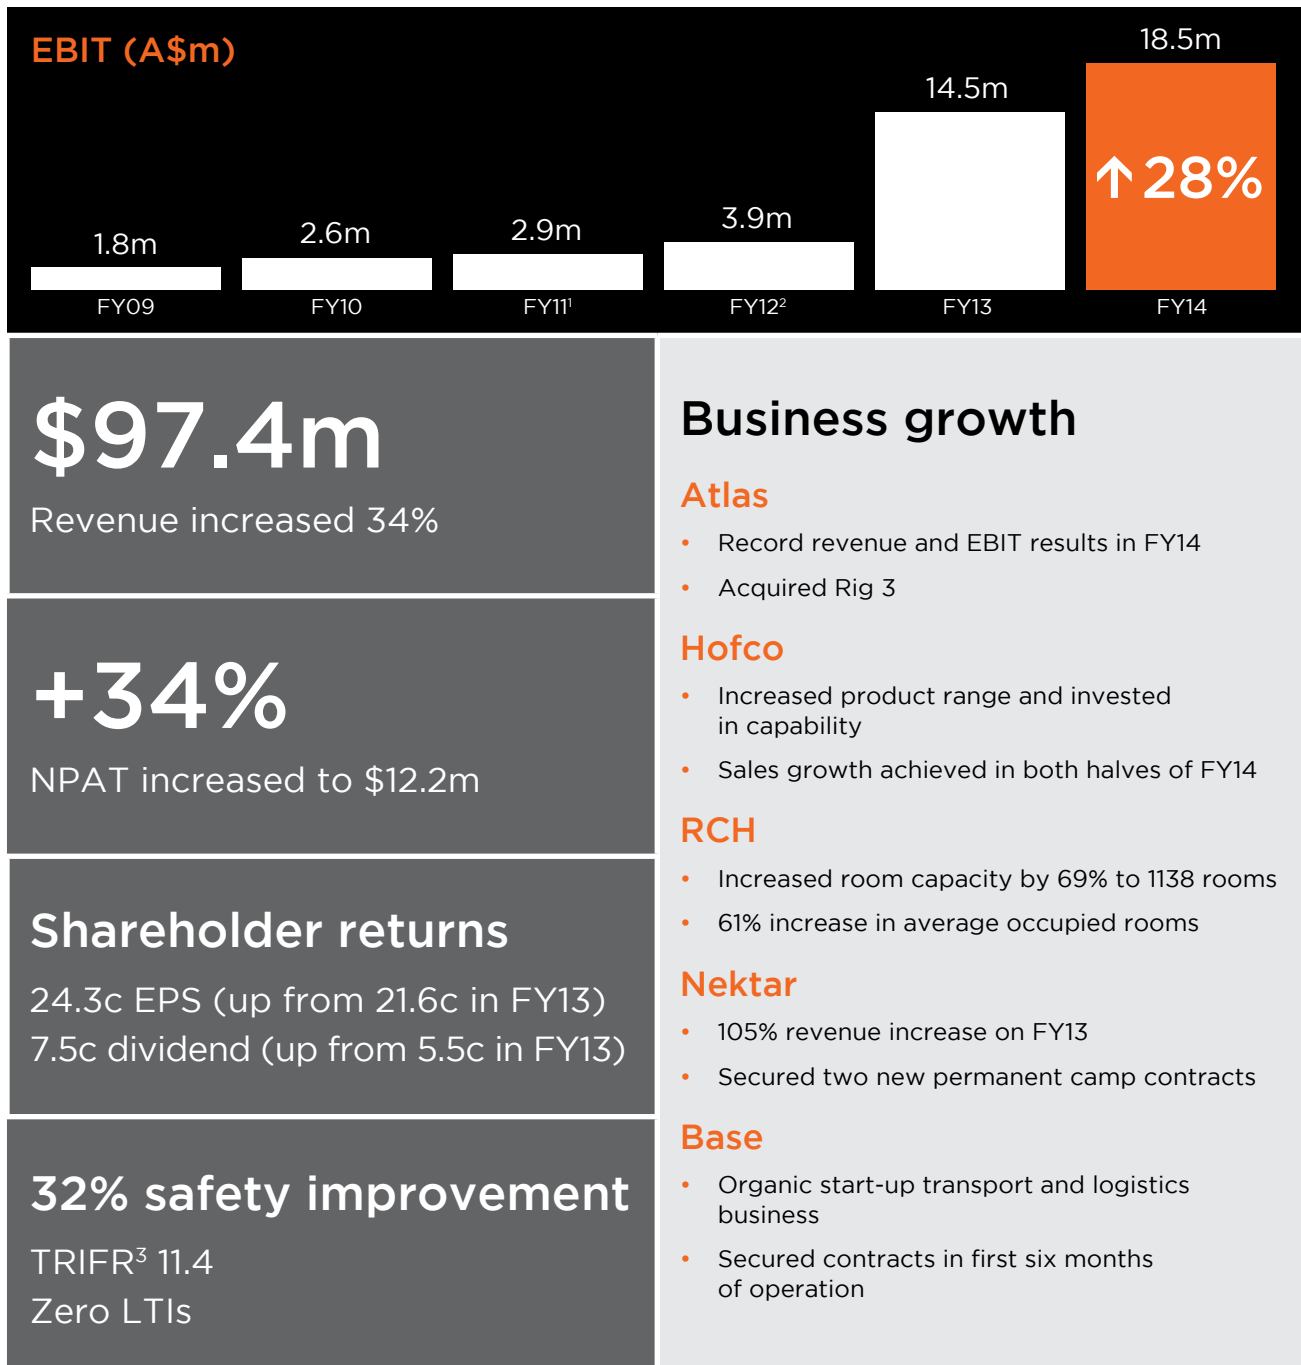 EBIT (A$m)
1.8m
2.6m
2.9m
3.9m
14.5m
18.5m
↑28%
FY09
FY10
FY11¹
FY12²
FY13
FY14
$97.4m
Revenue increased 34%
+34%
NPAT increased to $12.2m
Shareholder returns
24.3c EPS (up from 21.6c in FY13)
7.5c dividend (up from 5.5c in FY13)
32% safety improvement
TRIFR³ 11.4
Zero LTIs
Business growth
Atlas
• Record revenue and EBIT results in FY14
• Acquired Rig 3
Hofco
• Increased product range and invested
in capability
• Sales growth achieved in both halves of FY14
RCH
• Increased room capacity by 69% to 1138 rooms
• 61% increase in average occupied rooms
Nektar
• 105% revenue increase on FY13
• Secured two new permanent camp contracts
Base
• Organic start-up transport and logistics
business
• Secured contracts in first six months
of operation